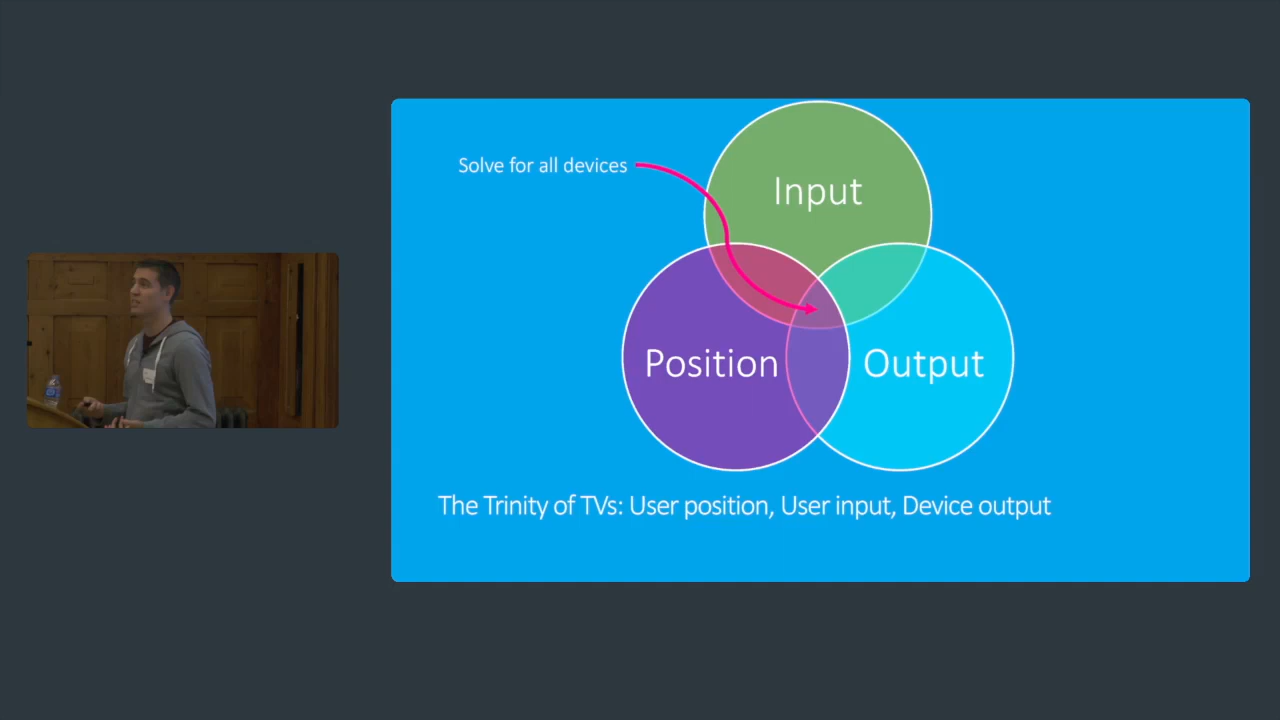 Solve for all devices
Input
Position
Output
The Trinity of TVs: User position, User input, Device output